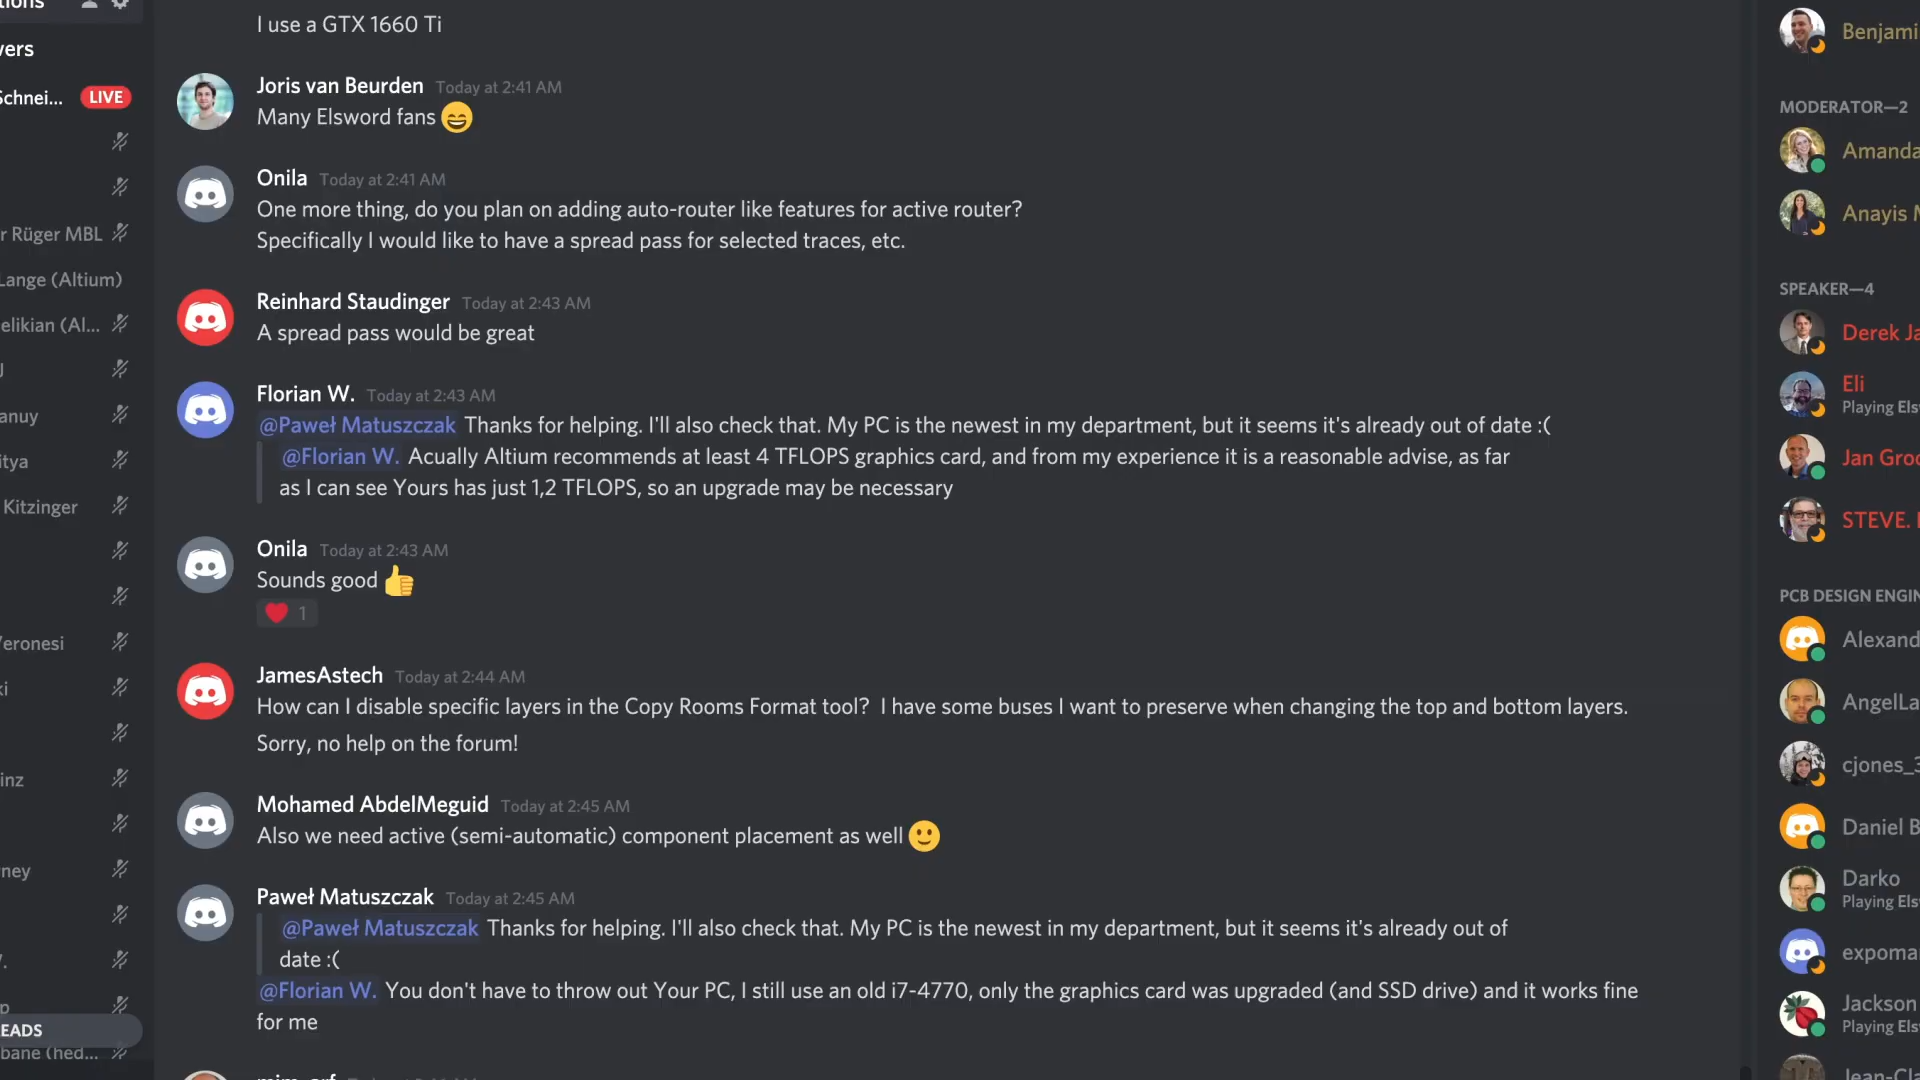 I use a GTX 1660 Ti
Joris van Beurden Today at 2:41 AM
Many Elsword fans
Onila Today at 2:41 AM
One more thing, do you plan on adding auto-router like features for active router?
Specifically I would like to have a spread pass for selected traces, etc.
Reinhard Staudinger Today at 2:43 AM
A spread pass would be great
Florian W. Today at 2:43 AM
@Paweł Matuszczak Thanks for helping. I'll also check that. My PC is the newest in my department, but it seems it's already out of date :(
@Florian W. Acually Altium recommends at least 4 TFLOPS graphics card, and from my experience it is a reasonable advise, as far
as I can see Yours has just 1,2 TFLOPS, so an upgrade may be necessary
Onila Today at 2:43 AM
Sounds good
1
JamesAstech Today at 2:44 AM
How can I disable specific layers in the Copy Rooms Format tool?  I have some buses I want to preserve when changing the top and bottom layers.
Sorry, no help on the forum!
Mohamed AbdelMeguid Today at 2:45 AM
Also we need active (semi-automatic) component placement as well
Paweł Matuszczak Today at 2:45 AM
@Paweł Matuszczak Thanks for helping. I'll also check that. My PC is the newest in my department, but it seems it's already out of
date :(
@Florian W. You don't have to throw out Your PC, I still use an old i7-4770, only the graphics card was upgraded (and SSD drive) and it works fine
for me
vers
Schnei... LIVE
r Rüger MBL
Lange (Altium)
elikian (Al...
J
anuy
itya
Kitzinger
Veronesi
ki
inz
ney
p
EADS
bane (hed...
Benjami
MODERATOR—2
Amanda
Anayis M
SPEAKER—4
Derek Ja
Eli
Playing Els
Jan Groo
STEVE.
PCB DESIGN ENGIN
Alexand
AngelLa
cjones_3
Daniel B
Darko
Playing Els
expomar
Jackson
Playing Els
Jean-Cla